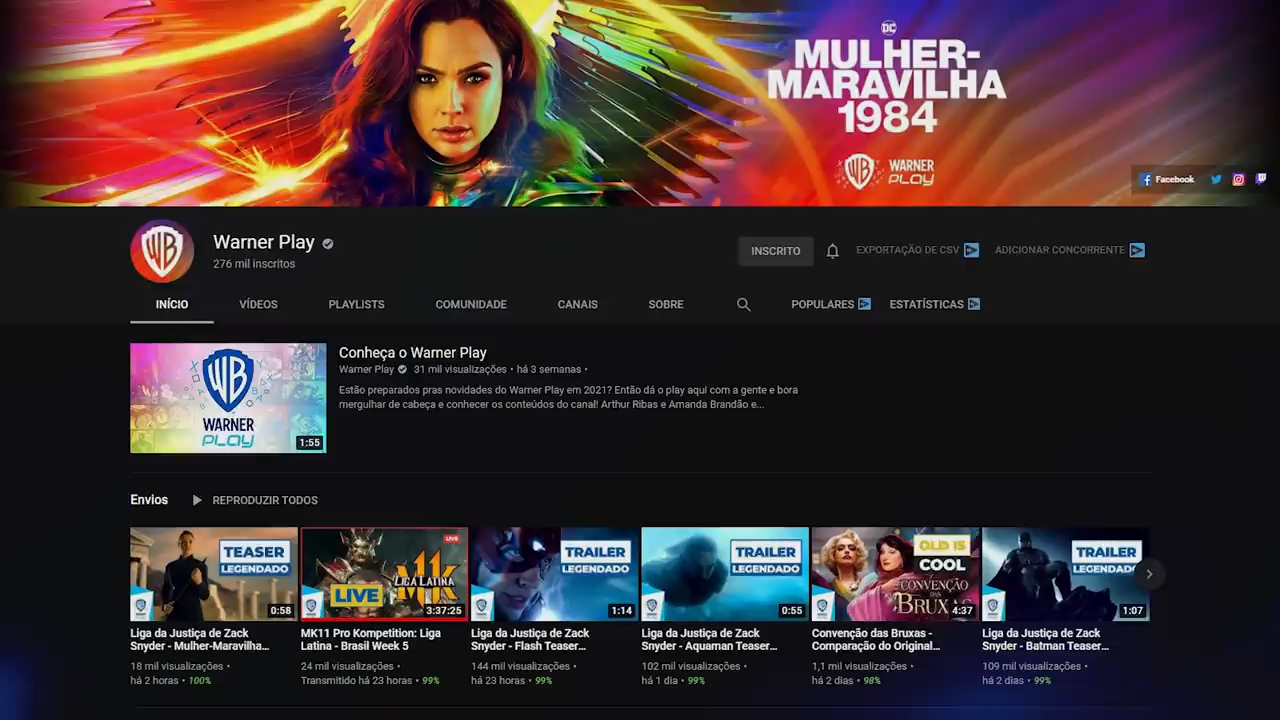 DC
MULHER-
MARAVILHA
1984
WB WARNER
PLAY
Facebook
WB
Warner Play
276 mil inscritos
INSCRITO
EXPORTAÇÃO DE CSV
ADICIONAR CONCORRENTE
INÍCIO VÍDEOS PLAYLISTS COMUNIDADE CANAIS SOBRE POPULARES ESTATÍSTICAS
WB
WARNER
PLAY
1:55
Conheça o Warner Play
Warner Play 31 mil visualizações • há 3 semanas •
Estão preparados pras novidades do Warner Play em 2021? Então dá o play aqui com a gente e bora
mergulhar de cabeça e conhecer os conteúdos do canal! Arthur Ribas e Amanda Brandão e...
Envios REPRODUZIR TODOS
TEASER
LEGENDADO
0:58
Liga da Justiça de Zack
Snyder - Mulher-Maravilha...
18 mil visualizações •
há 2 horas • 100%
LIVE
LIGA LATINA
LIVE
3:37:25
MK11 Pro Kompetition: Liga
Latina - Brasil Week 5
24 mil visualizações •
Transmitido há 23 horas • 99%
TRAILER
LEGENDADO
1:14
Liga da Justiça de Zack
Snyder - Flash Teaser...
144 mil visualizações •
há 23 horas • 99%
TRAILER
LEGENDADO
0:55
Liga da Justiça de Zack
Snyder - Aquaman Teaser...
102 mil visualizações •
há 1 dia • 99%
OLD IS
COOL
CONVENÇÃO
DAS
BRUXAS
4:37
Convenção das Bruxas -
Comparação do Original...
1,1 mil visualizações •
há 2 dias • 98%
TRAILER
LEGENDADO
1:07
Liga da Justiça de Zack
Snyder - Batman Teaser...
109 mil visualizações •
há 2 dias • 99%